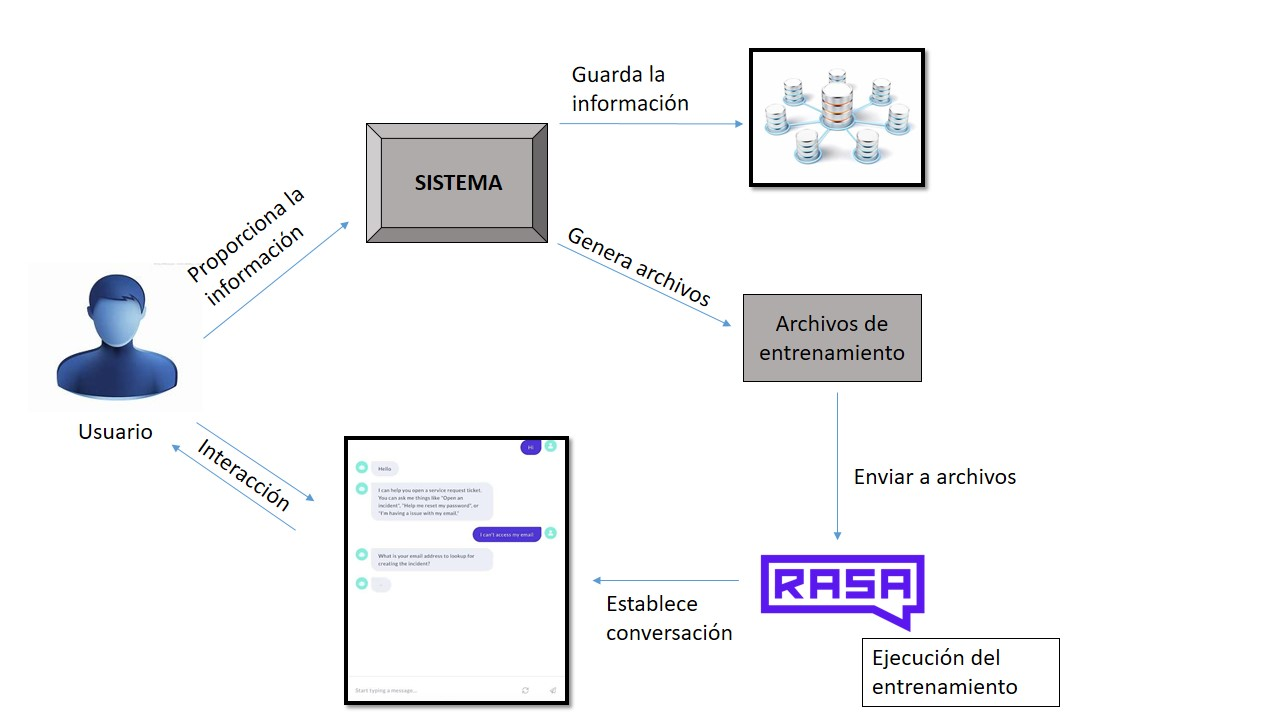 Guarda la
información
SISTEMA
Proporciona la
información
Genera archivos
Archivos de
entrenamiento
Usuario
Interacción
Hi
Hello
I can help you open a service request ticket.
You can ask me things like "Open an
incident", "Help me reset my password", or
"I'm having a issue with my email."
I can't access my email
What is your email address to lookup for
creating the incident?
Start typing a message...
Enviar a archivos
RASA
Establece
conversación
Ejecución del
entrenamiento